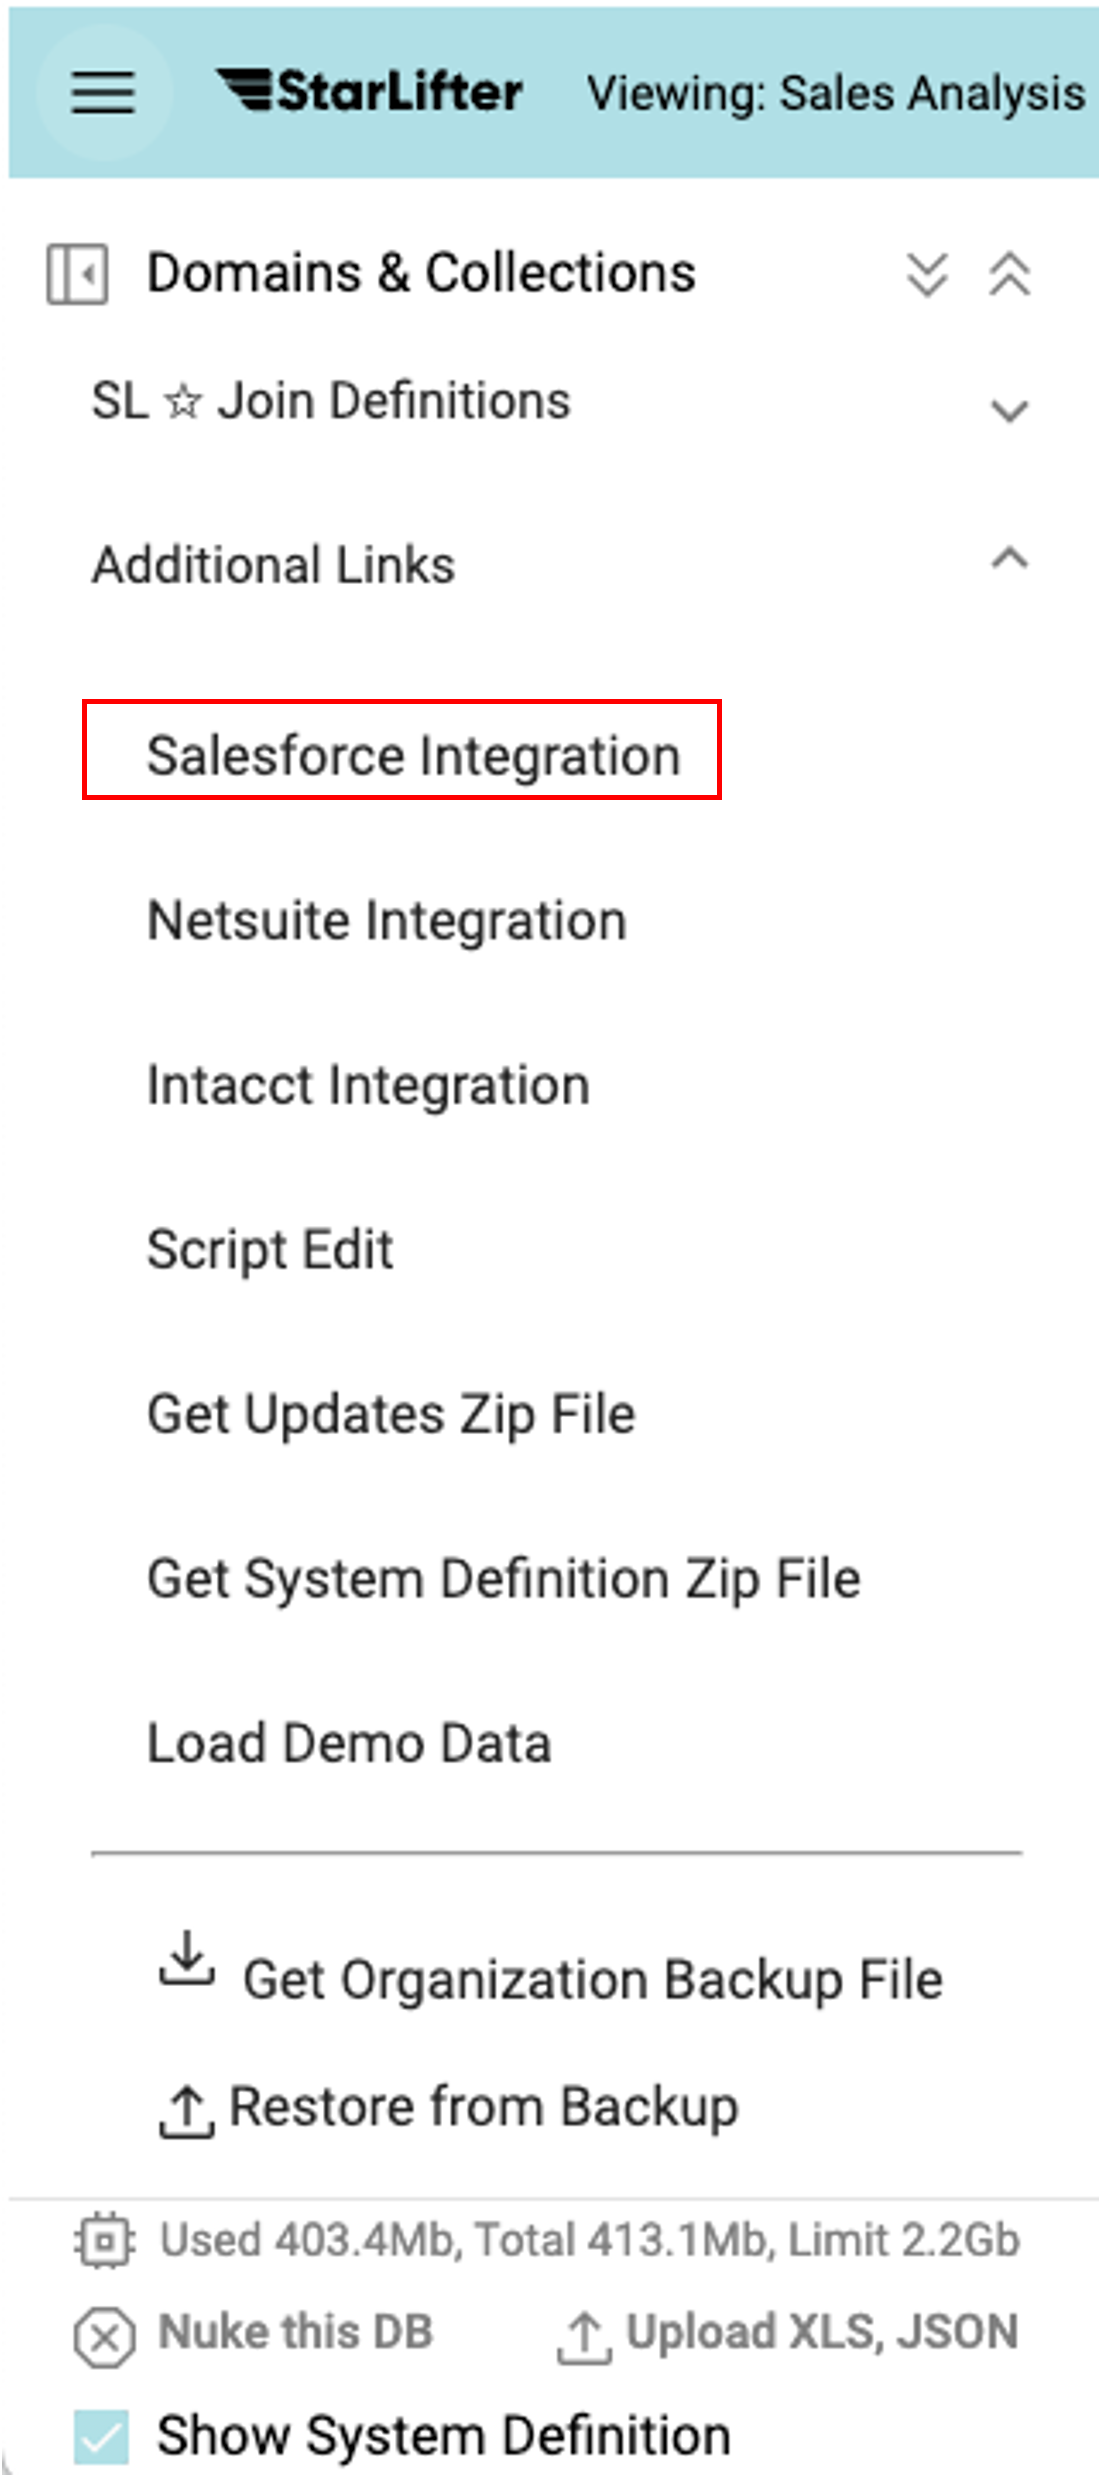 StarLifter Viewing: Sales Analysis
Domains & Collections
SL ☆ Join Definitions
Additional Links
Salesforce Integration
Netsuite Integration
Intacct Integration
Script Edit
Get Updates Zip File
Get System Definition Zip File
Load Demo Data
Get Organization Backup File
Restore from Backup
Used 403.4Mb, Total 413.1Mb, Limit 2.2Gb
Nuke this DB Upload XLS, JSON
Show System Definition